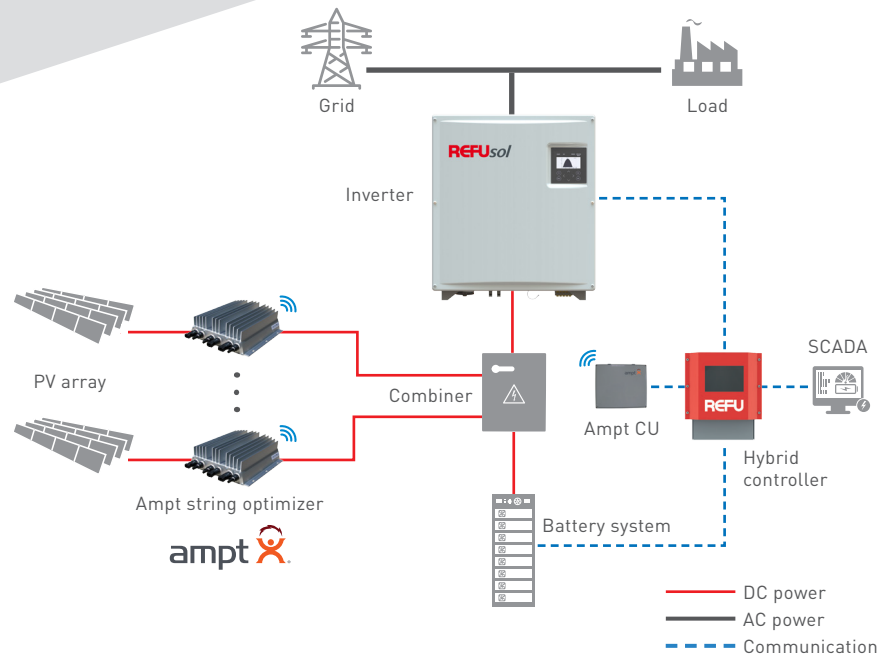 Grid
Load
REFUsol
Inverter
SCADA
PV array
Combiner
REFU
Ampt CU
Hybrid
controller
Ampt string optimizer
Battery system
ampt
DC power
AC power
Communication